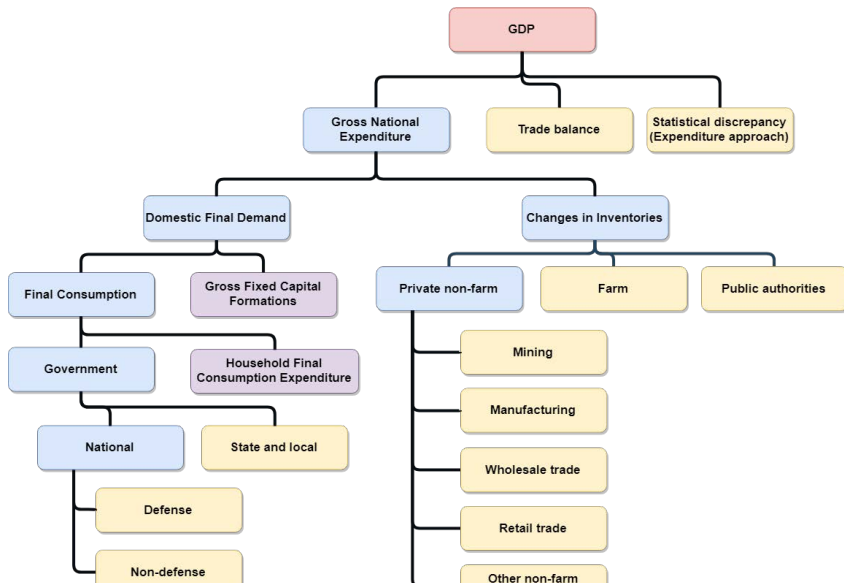 GDP
Gross National
Expenditure
Trade balance
Statistical discrepancy
(Expenditure approach)
Domestic Final Demand
Changes in Inventories
Final Consumption
Gross Fixed Capital
Formations
Private non-farm
Farm
Public authorities
Government
Household Final
Consumption Expenditure
Mining
Manufacturing
National
State and local
Wholesale trade
Defense
Retail trade
Non-defense
Other non-farm